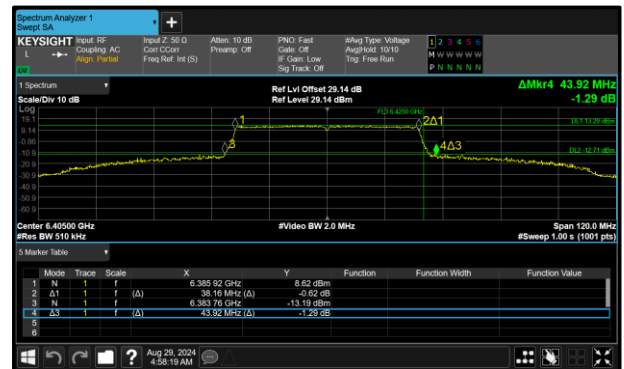 Spectrum Analyzer 1
Swept SA
KEYSIGHT Input: RF Input Z: 50 Ω Atten: 10 dB PNO: Fast #Avg Type: Voltage 1 2 3 4 5 6
L Coupling: AC Corr CCorr Preamp: Off Gate: Off Avg|Hold: 10/10 M W W W W W
Align: Partial Freq Ref: Int (S) IF Gain: Low Trig: Free Run P N N N N N
Sig Track: Off
LXI
1 Spectrum Ref Lvl Offset 29.14 dB ΔMkr4 43.92 MHz
Scale/Div 10 dB Ref Level 29.14 dBm -1.29 dB
Log
19.1
9.14
-0.86
-10.9
-20.9
-30.9
-40.9
-50.9
-60.9
1
2Δ1
3
4Δ3
DL1 13.29 dBm
DL2 -12.71 dBm
Center 6.40500 GHz #Video BW 2.0 MHz Span 120.0 MHz
#Res BW 510 kHz #Sweep 1.00 s (1001 pts)
5 Marker Table
Mode Trace Scale X Y Function Function Width Function Value
1 N 1 f 6.385 92 GHz 8.62 dBm
2 Δ1 1 f (Δ) 38.16 MHz (Δ) -0.62 dB
3 N 1 f 6.383 76 GHz -13.19 dBm
4 Δ3 1 f (Δ) 43.92 MHz (Δ) -1.29 dB
5
6
? Aug 29, 2024
4:58:19 AM